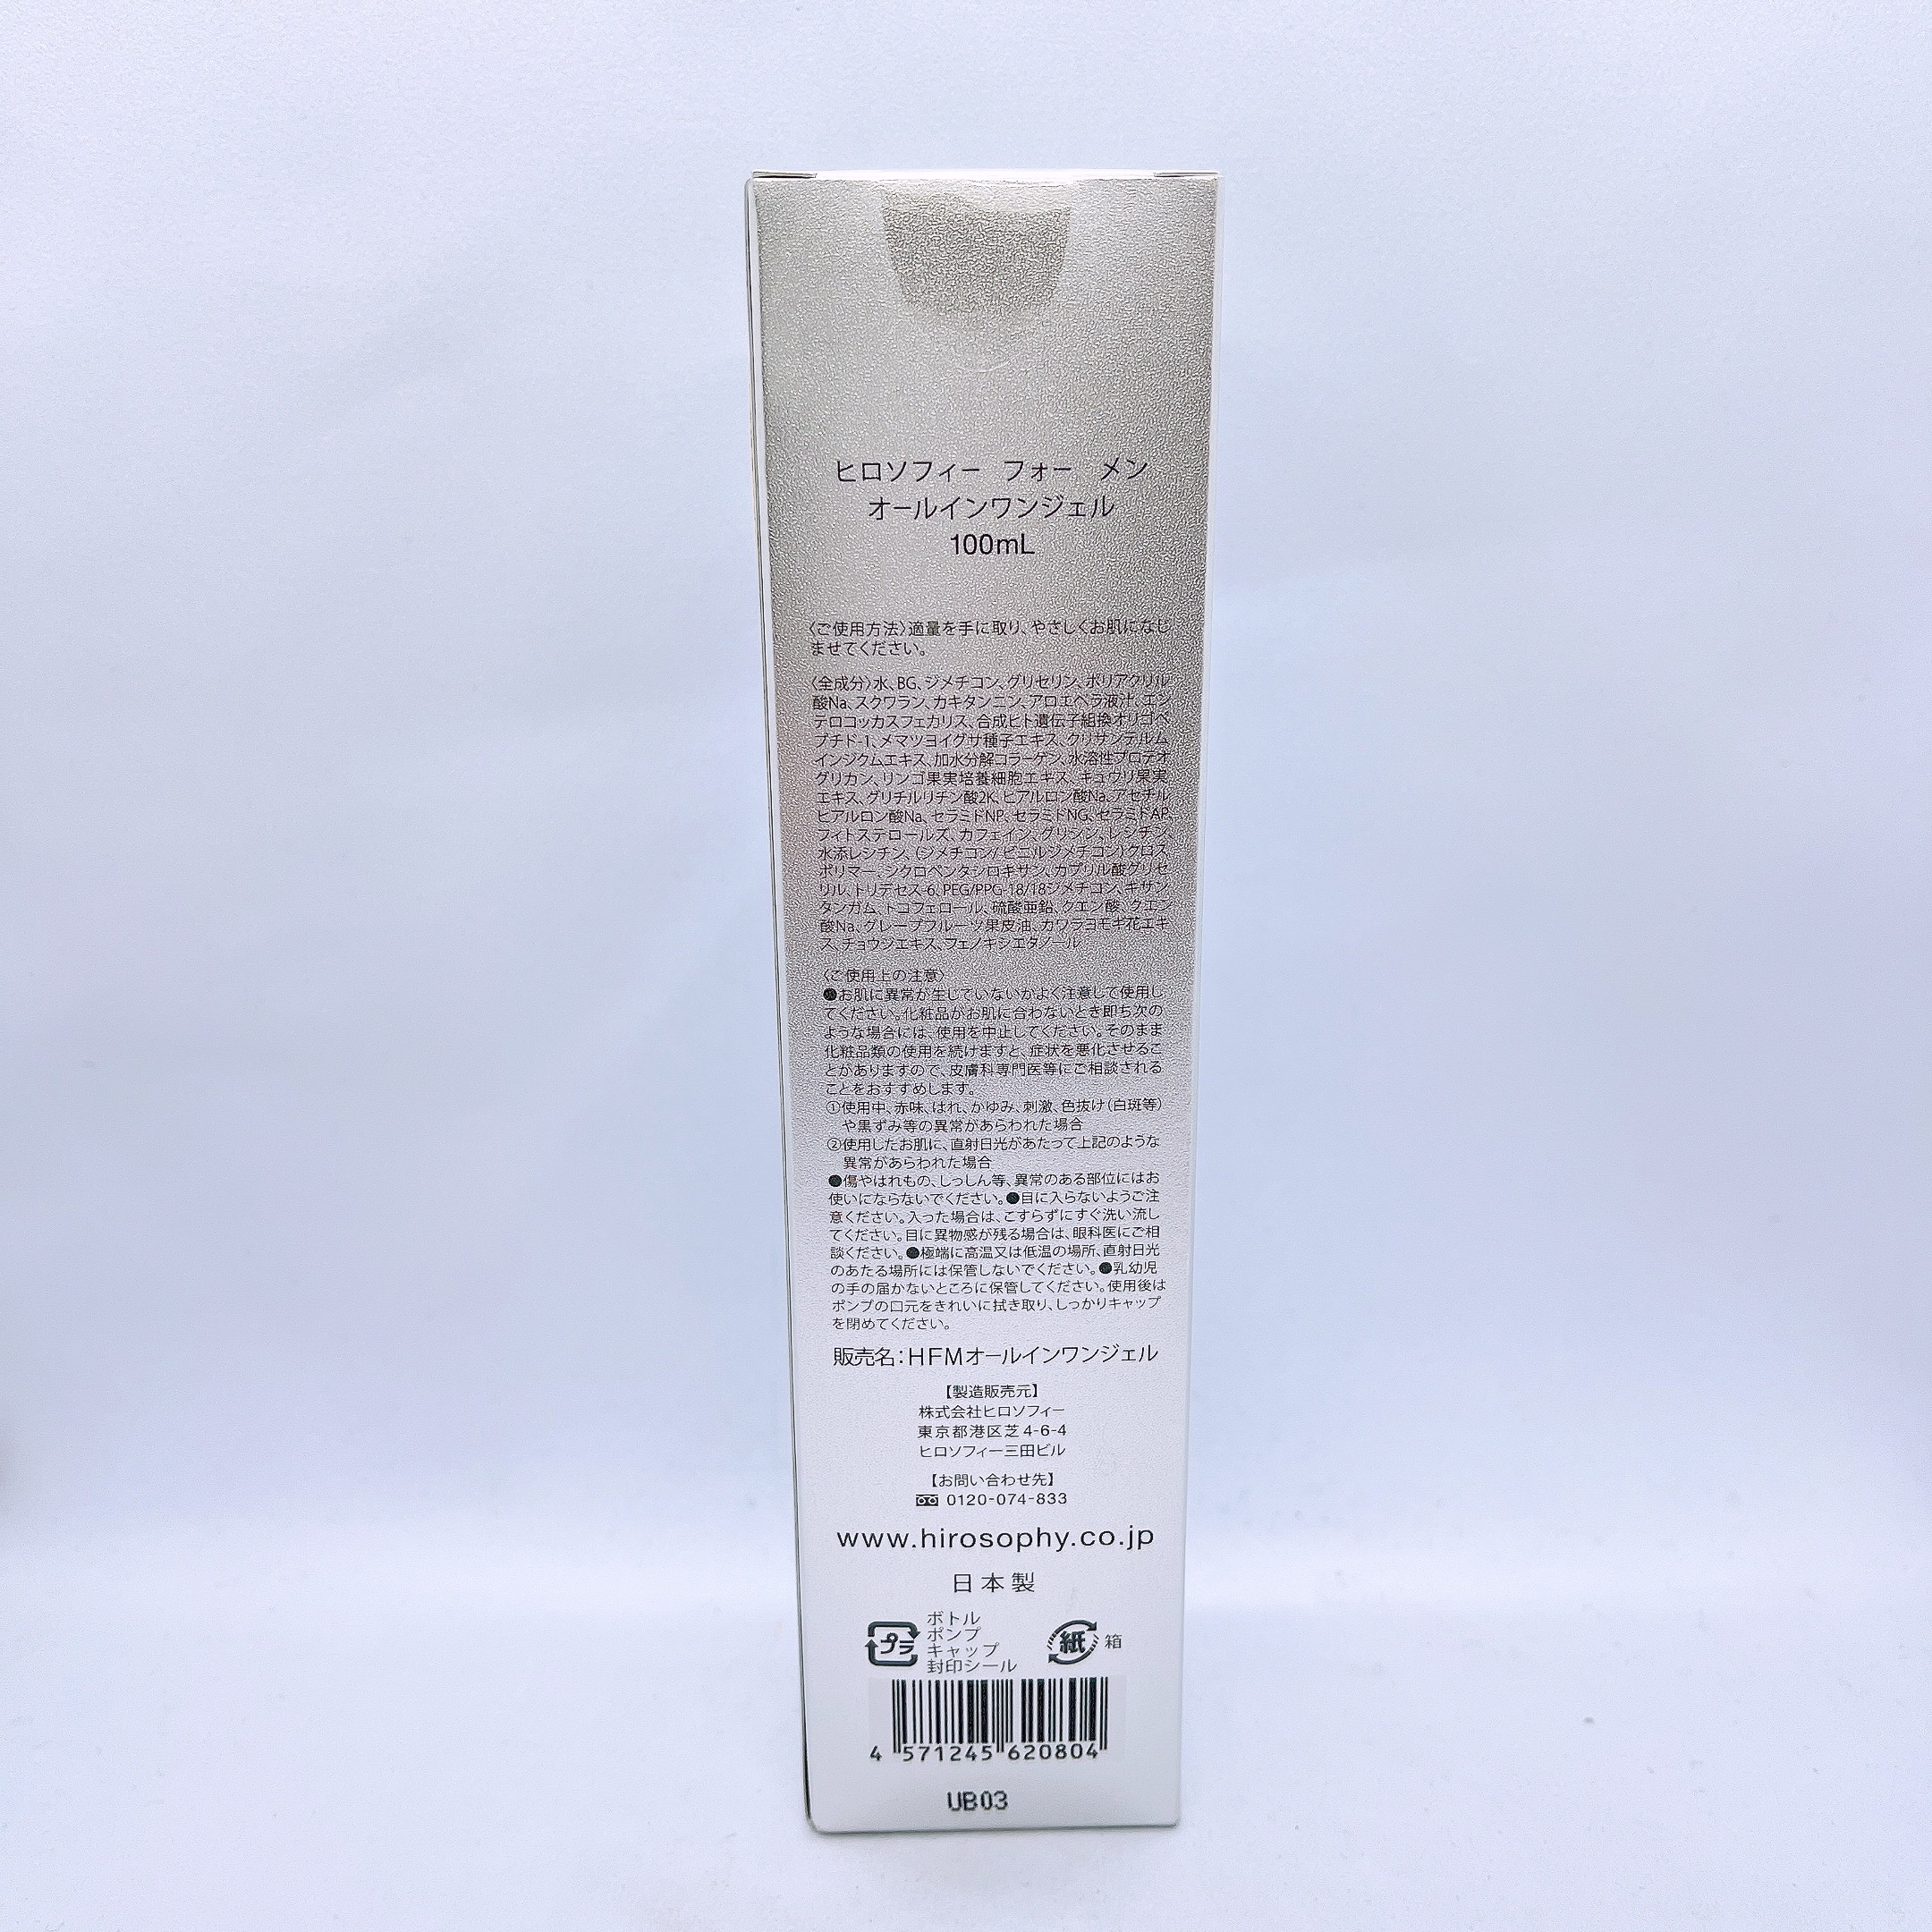 ヒロソフィー フォー メン
オールインワンジェル
100mL
〈ご使用方法〉適量を手に取り、やさしくお肌になじ
ませてください。
〈全成分〉水、BG、ジメチコン、グリセリン、ポリアクリル
酸Na、スクワラン、カキタンニン、アロエベラ液汁、エン
テロコッカスフェカリス、合成ヒト遺伝子組換オリゴペ
プチド-1、メマツヨイグサ種子エキス、クリサンテルム
インジクムエキス、加水分解コラーゲン、水溶性プロテオ
グリカン、リンゴ果実培養細胞エキス、キュウリ果実
エキス、グリチルリチン酸2K、ヒアルロン酸Na、アセチル
ヒアルロン酸Na、セラミドNP、セラミドNG、セラミドAP、
フィトステロールズ、カフェイン、グリシン、レシチン、
水添レシチン、(ジメチコン/ビニルジメチコン)クロス
ポリマー、シクロペンタシロキサン、カプリル酸グリセ
リル、トリデセス-6、PEG/PPG-18/18ジメチコン、キサン
タンガム、トコフェロール、硫酸亜鉛、クエン酸、クエン
酸Na、グレープフルーツ果皮油、カワラヨモギ花エキ
ス、チョウジエキス、フェノキシエタノール
〈ご使用上の注意〉
●お肌に異常が生じていないかよく注意して使用し
てください。化粧品がお肌に合わないとき即ち次の
ような場合には、使用を中止してください。そのまま
化粧品類の使用を続けますと、症状を悪化させるこ
とがありますので、皮膚科専門医等にご相談される
ことをおすすめします。
①使用中、赤味、はれ、かゆみ、刺激、色抜け(白斑等)
や黒ずみ等の異常があらわれた場合
②使用したお肌に、直射日光があたって上記のような
異常があらわれた場合
●傷やはれもの、しっしん等、異常のある部位にはお
使いにならないでください。●目に入らないようご注
意ください。入った場合は、こすらずにすぐ洗い流し
てください。目に異物感が残る場合は、眼科医にご相
談ください。●極端に高温又は低温の場所、直射日光
のあたる場所には保管しないでください。●乳幼児
の手の届かないところに保管してください。使用後は
ポンプの口元をきれいに拭き取り、しっかりキャップ
を閉めてください。
販売名:HFMオールインワンジェル
【製造販売元】
株式会社ヒロソフィー
東京都港区芝4-6-4
ヒロソフィー三田ビル
【お問い合わせ先】
0120-074-833
www.hirosophy.co.jp
日本製
プラ
ボトル
ポンプ
キャップ
封印シール
紙 箱
4 571245 620804
UB03